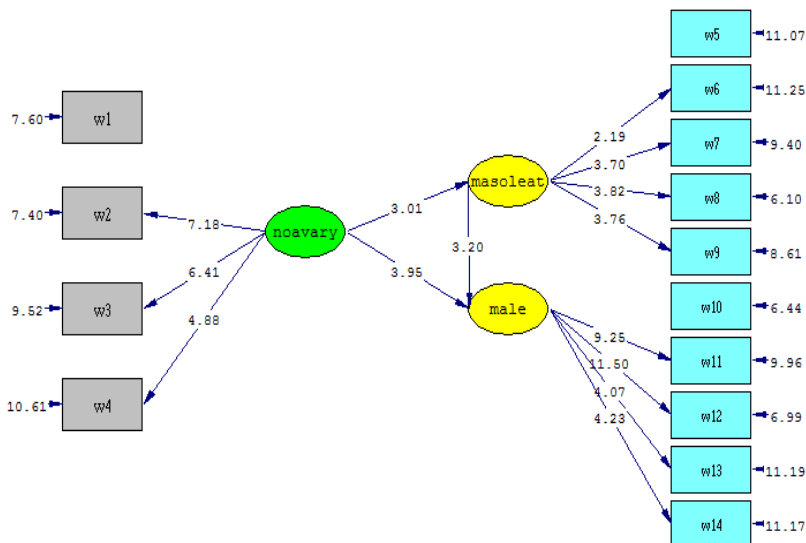 w5
11.07
w6
11.25
7.60
w1
2.19
w7
9.40
3.70
masoleat
3.82
w8
6.10
7.40
w2
3.01
3.76
7.18
noavary
3.20
w9
8.61
6.41
3.95
9.52
w3
male
w10
6.44
4.88
9.25
w11
9.96
11.50
4.07
10.61
w4
4.23
w12
6.99
w13
11.19
w14
11.17